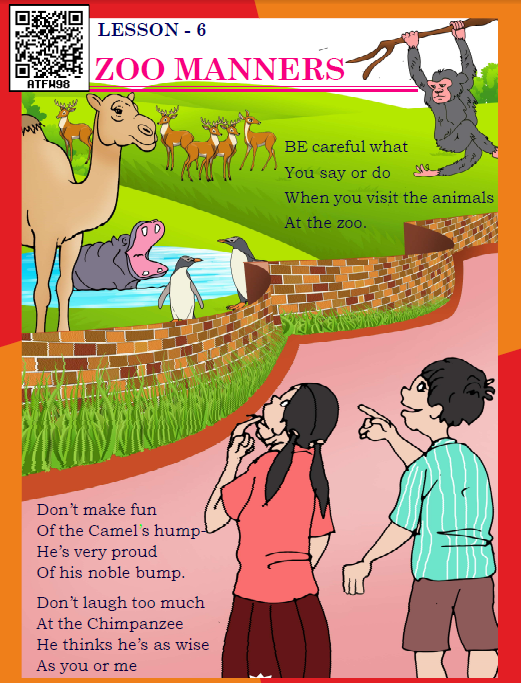 LESSON - 6
ATFW98
ZOO MANNERS
BE careful what
You say or do
When you visit the animals
At the zoo.
Don't make fun
Of the Camel's hump
He's very proud
Of his noble bump.
Don't laugh too much
At the Chimpanzee
He thinks he's as wise
As you or me